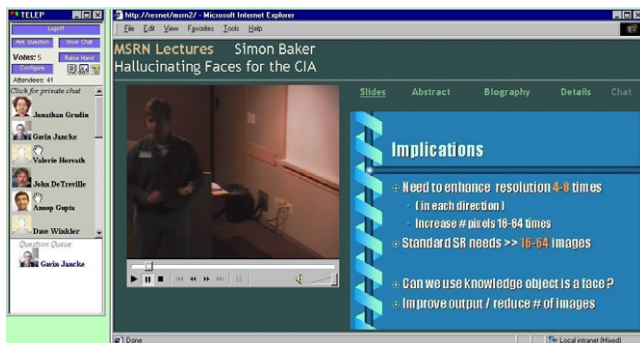 TELEP
Logoff
Ask Question Show Chat
Votes: 5 Raise Hand
Configure
Attendees: 41
Click for private chat
Jonathan Grudin
Gavin Jancke
Valerie Horvath
John DeTreville
Anoop Gupta
Dave Winkler
Question Queue
Gavin Jancke
http://resnet/msrn2/ - Microsoft Internet Explorer
File Edit View Favorites Tools Help
MSRN Lectures Simon Baker
Hallucinating Faces for the CIA
Slides Abstract Biography Details Chat
Implications
Need to enhance resolution 4-8 times
- (in each direction)
- Increase # pixels 16-64 times
Standard SR needs >> 16-64 images
Can we use knowledge object is a face?
Improve output / reduce # of images
Done
Local intranet (Mixed)